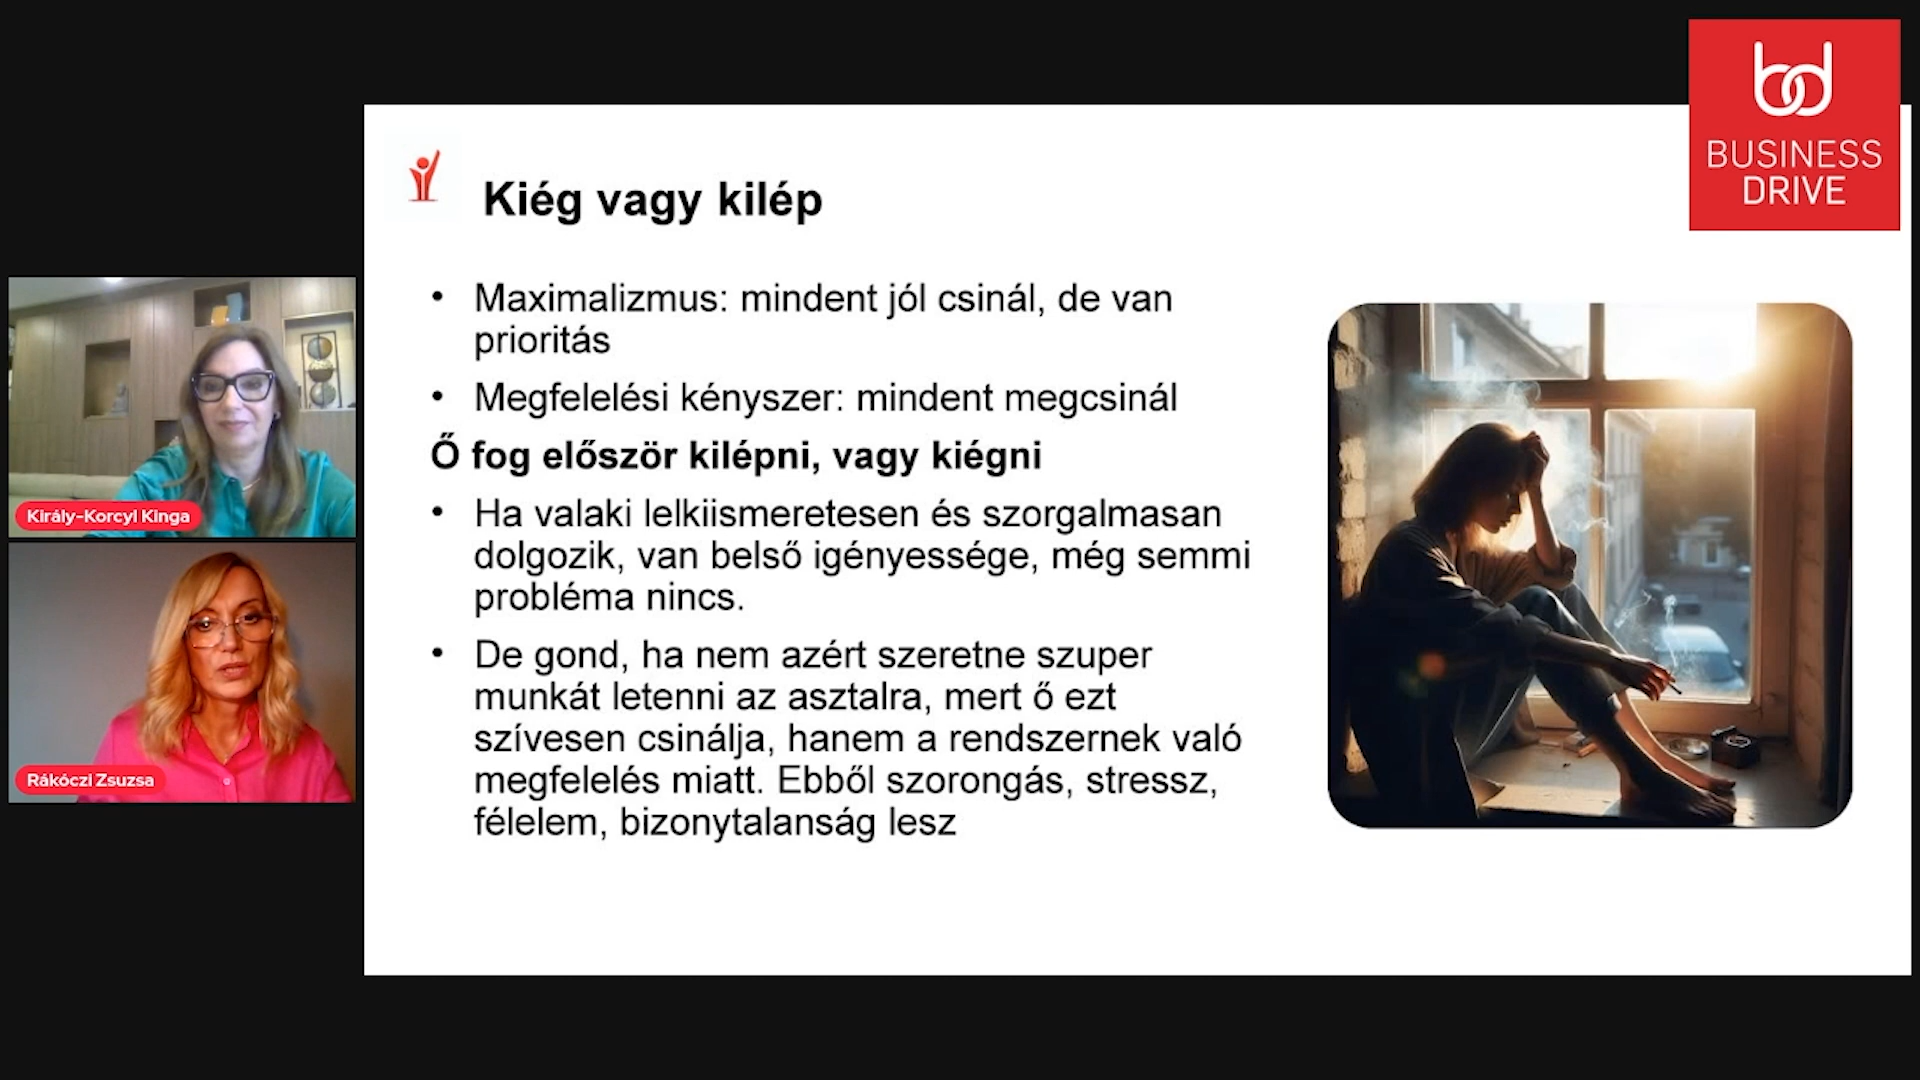 BUSINESS
DRIVE
Kiég vagy kilép
• Maximalizmus: mindent jól csinál, de van
prioritás
• Megfelelési kényszer: mindent megcsinál
Ő fog először kilépni, vagy kiégni
• Ha valaki lelkiismeretesen és szorgalmasan
dolgozik, van belső igényessége, még semmi
probléma nincs.
• De gond, ha nem azért szeretne szuper
munkát letenni az asztalra, mert ő ezt
szívesen csinálja, hanem a rendszernek való
megfelelés miatt. Ebből szorongás, stressz,
félelem, bizonytalanság lesz
Király-Korcyl Kinga
Rákóczi Zsuzsa